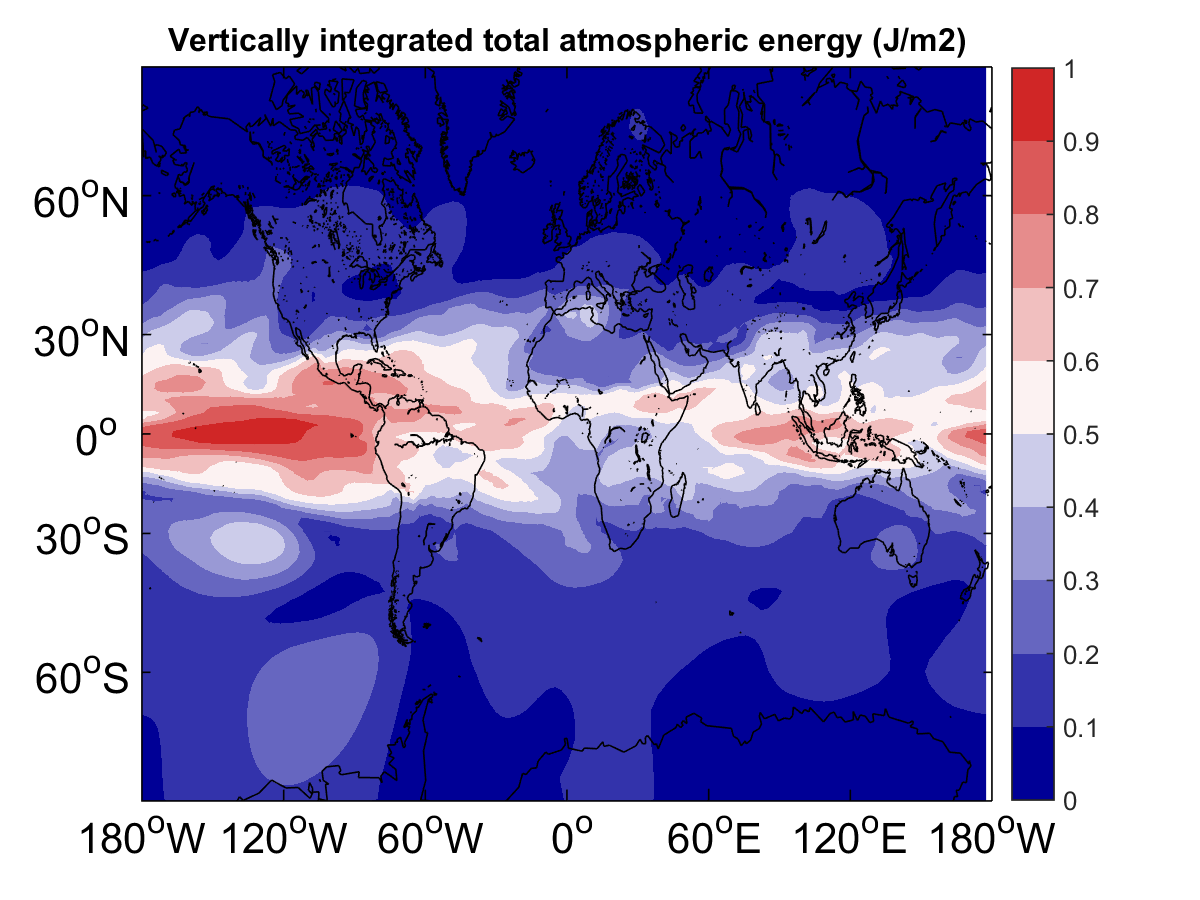 Vertically integrated total atmospheric energy (J/m2)
1
0.9
0.8
0.7
0.6
0.5
0.4
0.3
0.2
0.1
0
60°N
30°N
0°
30°S
60°S
180°W 120°W 60°W 0° 60°E 120°E 180°W